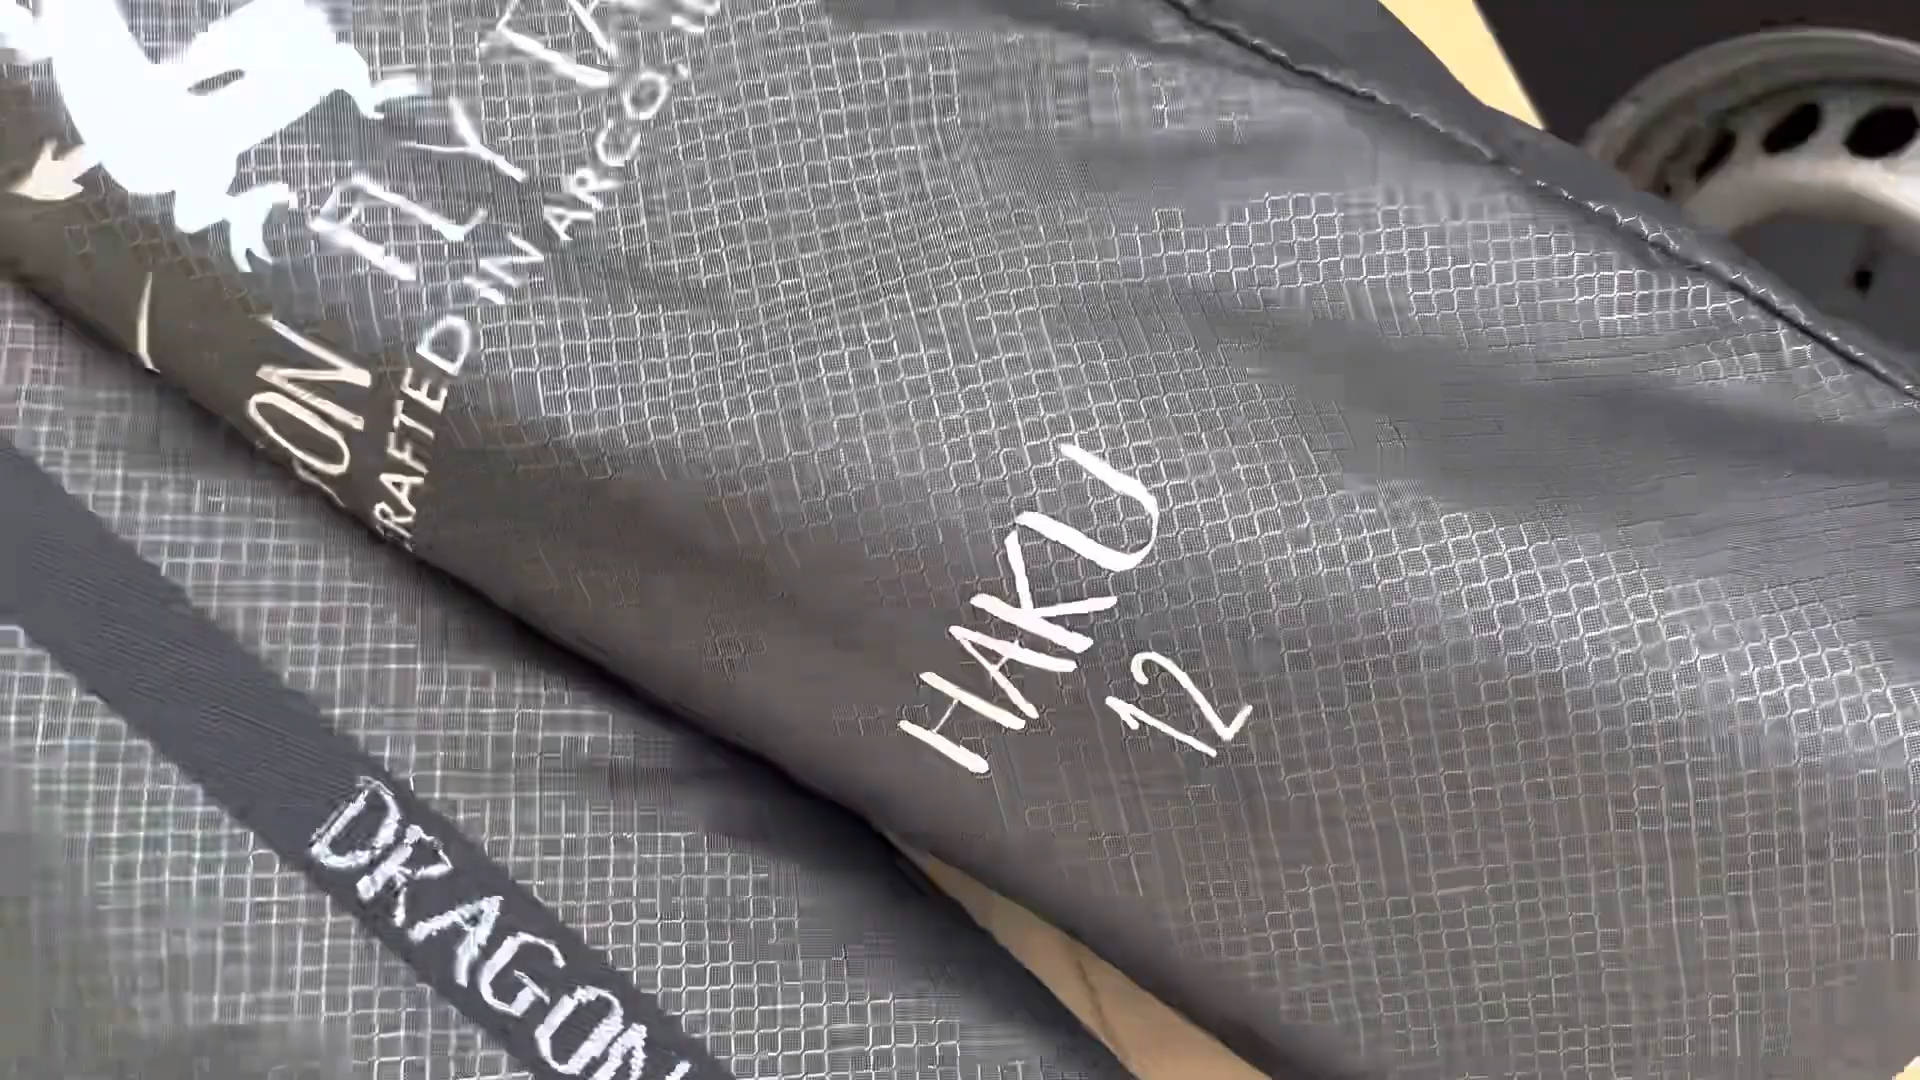 ON FLY
CRAFTED IN ARCO,
HAKU
12
DRAGON